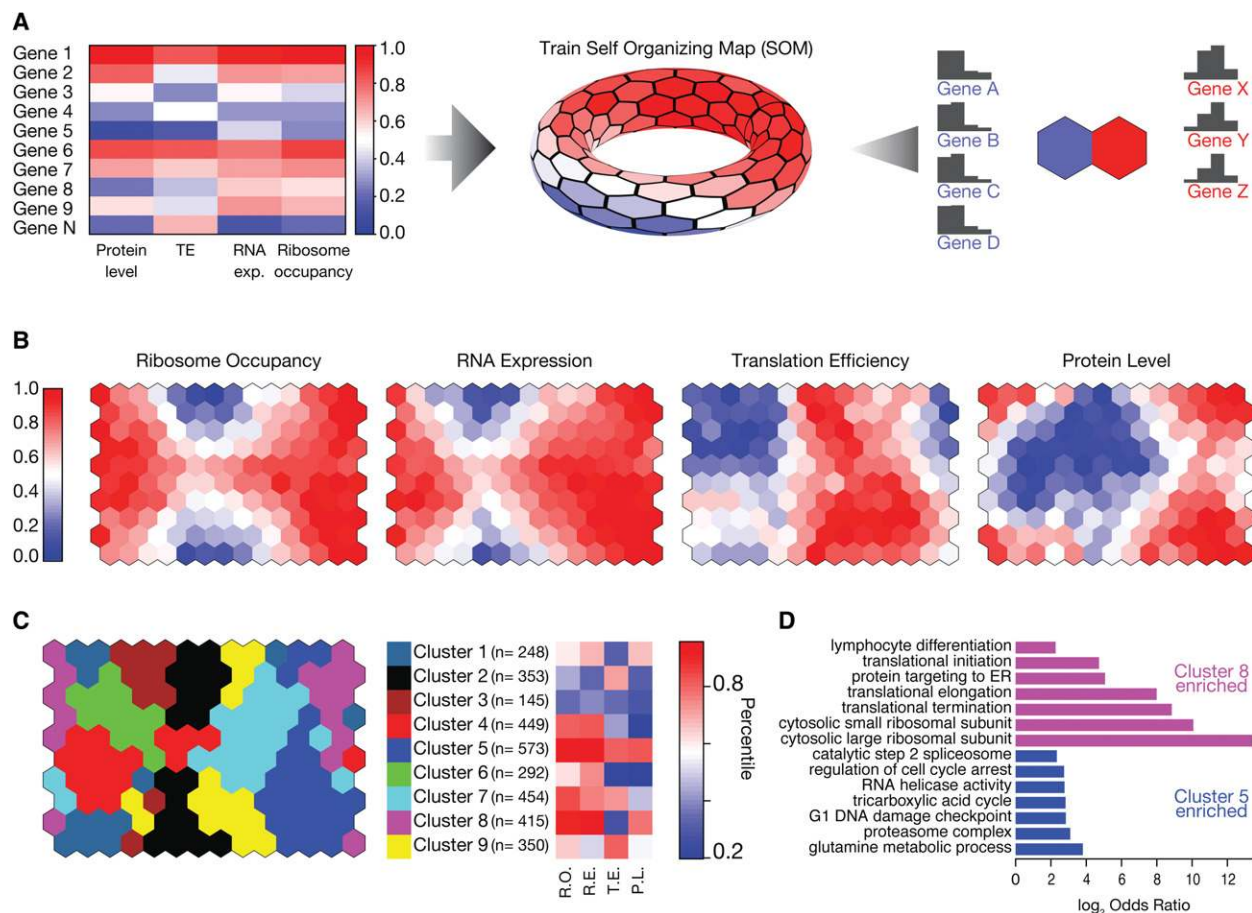 A
Gene 1
Gene 2
Gene 3
Gene 4
Gene 5
Gene 6
Gene 7
Gene 8
Gene 9
Gene N
Protein level
TE
RNA exp.
Ribosome occupancy
1.0
0.8
0.6
0.4
0.2
0.0
Train Self Organizing Map (SOM)
Gene A
Gene B
Gene C
Gene D
Gene X
Gene Y
Gene Z
B
Ribosome Occupancy
RNA Expression
Translation Efficiency
Protein Level
1.0
0.8
0.6
0.4
0.2
0.0
C
Cluster 1 (n= 248)
Cluster 2 (n= 353)
Cluster 3 (n= 145)
Cluster 4 (n= 449)
Cluster 5 (n= 573)
Cluster 6 (n= 292)
Cluster 7 (n= 454)
Cluster 8 (n= 415)
Cluster 9 (n= 350)
R.O.
R.E.
T.E.
P.L.
0.8
Percentile
0.2
D
lymphocyte differentiation
translational initiation
protein targeting to ER
translational elongation
translational termination
cytosolic small ribosomal subunit
cytosolic large ribosomal subunit
catalytic step 2 spliceosome
regulation of cell cycle arrest
RNA helicase activity
tricarboxylic acid cycle
G1 DNA damage checkpoint
proteasome complex
glutamine metabolic process
Cluster 8
enriched
Cluster 5
enriched
0 2 4 6 8 10 12
log₂ Odds Ratio